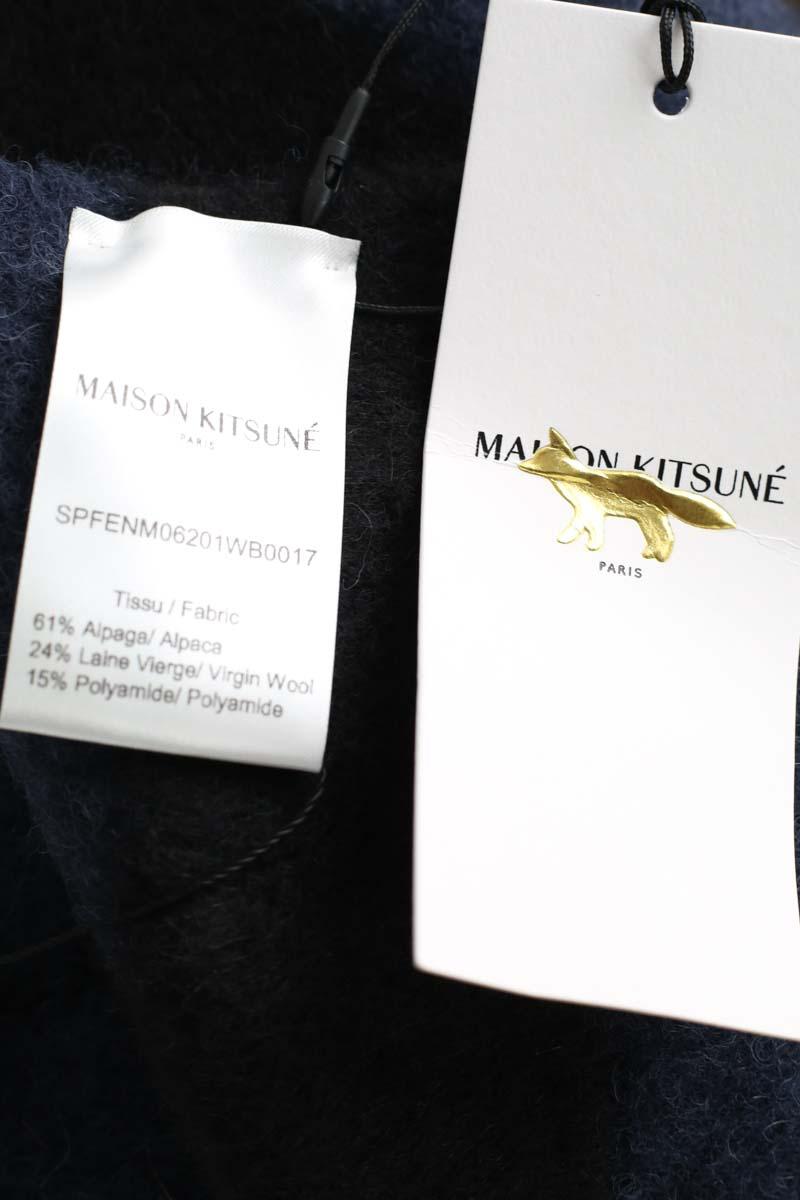 MAISON KITSUNÉ
PARIS
SPFENM06201WB0017
Tissu / Fabric
61% Alpaga/ Alpaca
24% Laine Vierge/ Virgin Wool
15% Polyamide/ Polyamide
MAISON KITSUNÉ
PARIS